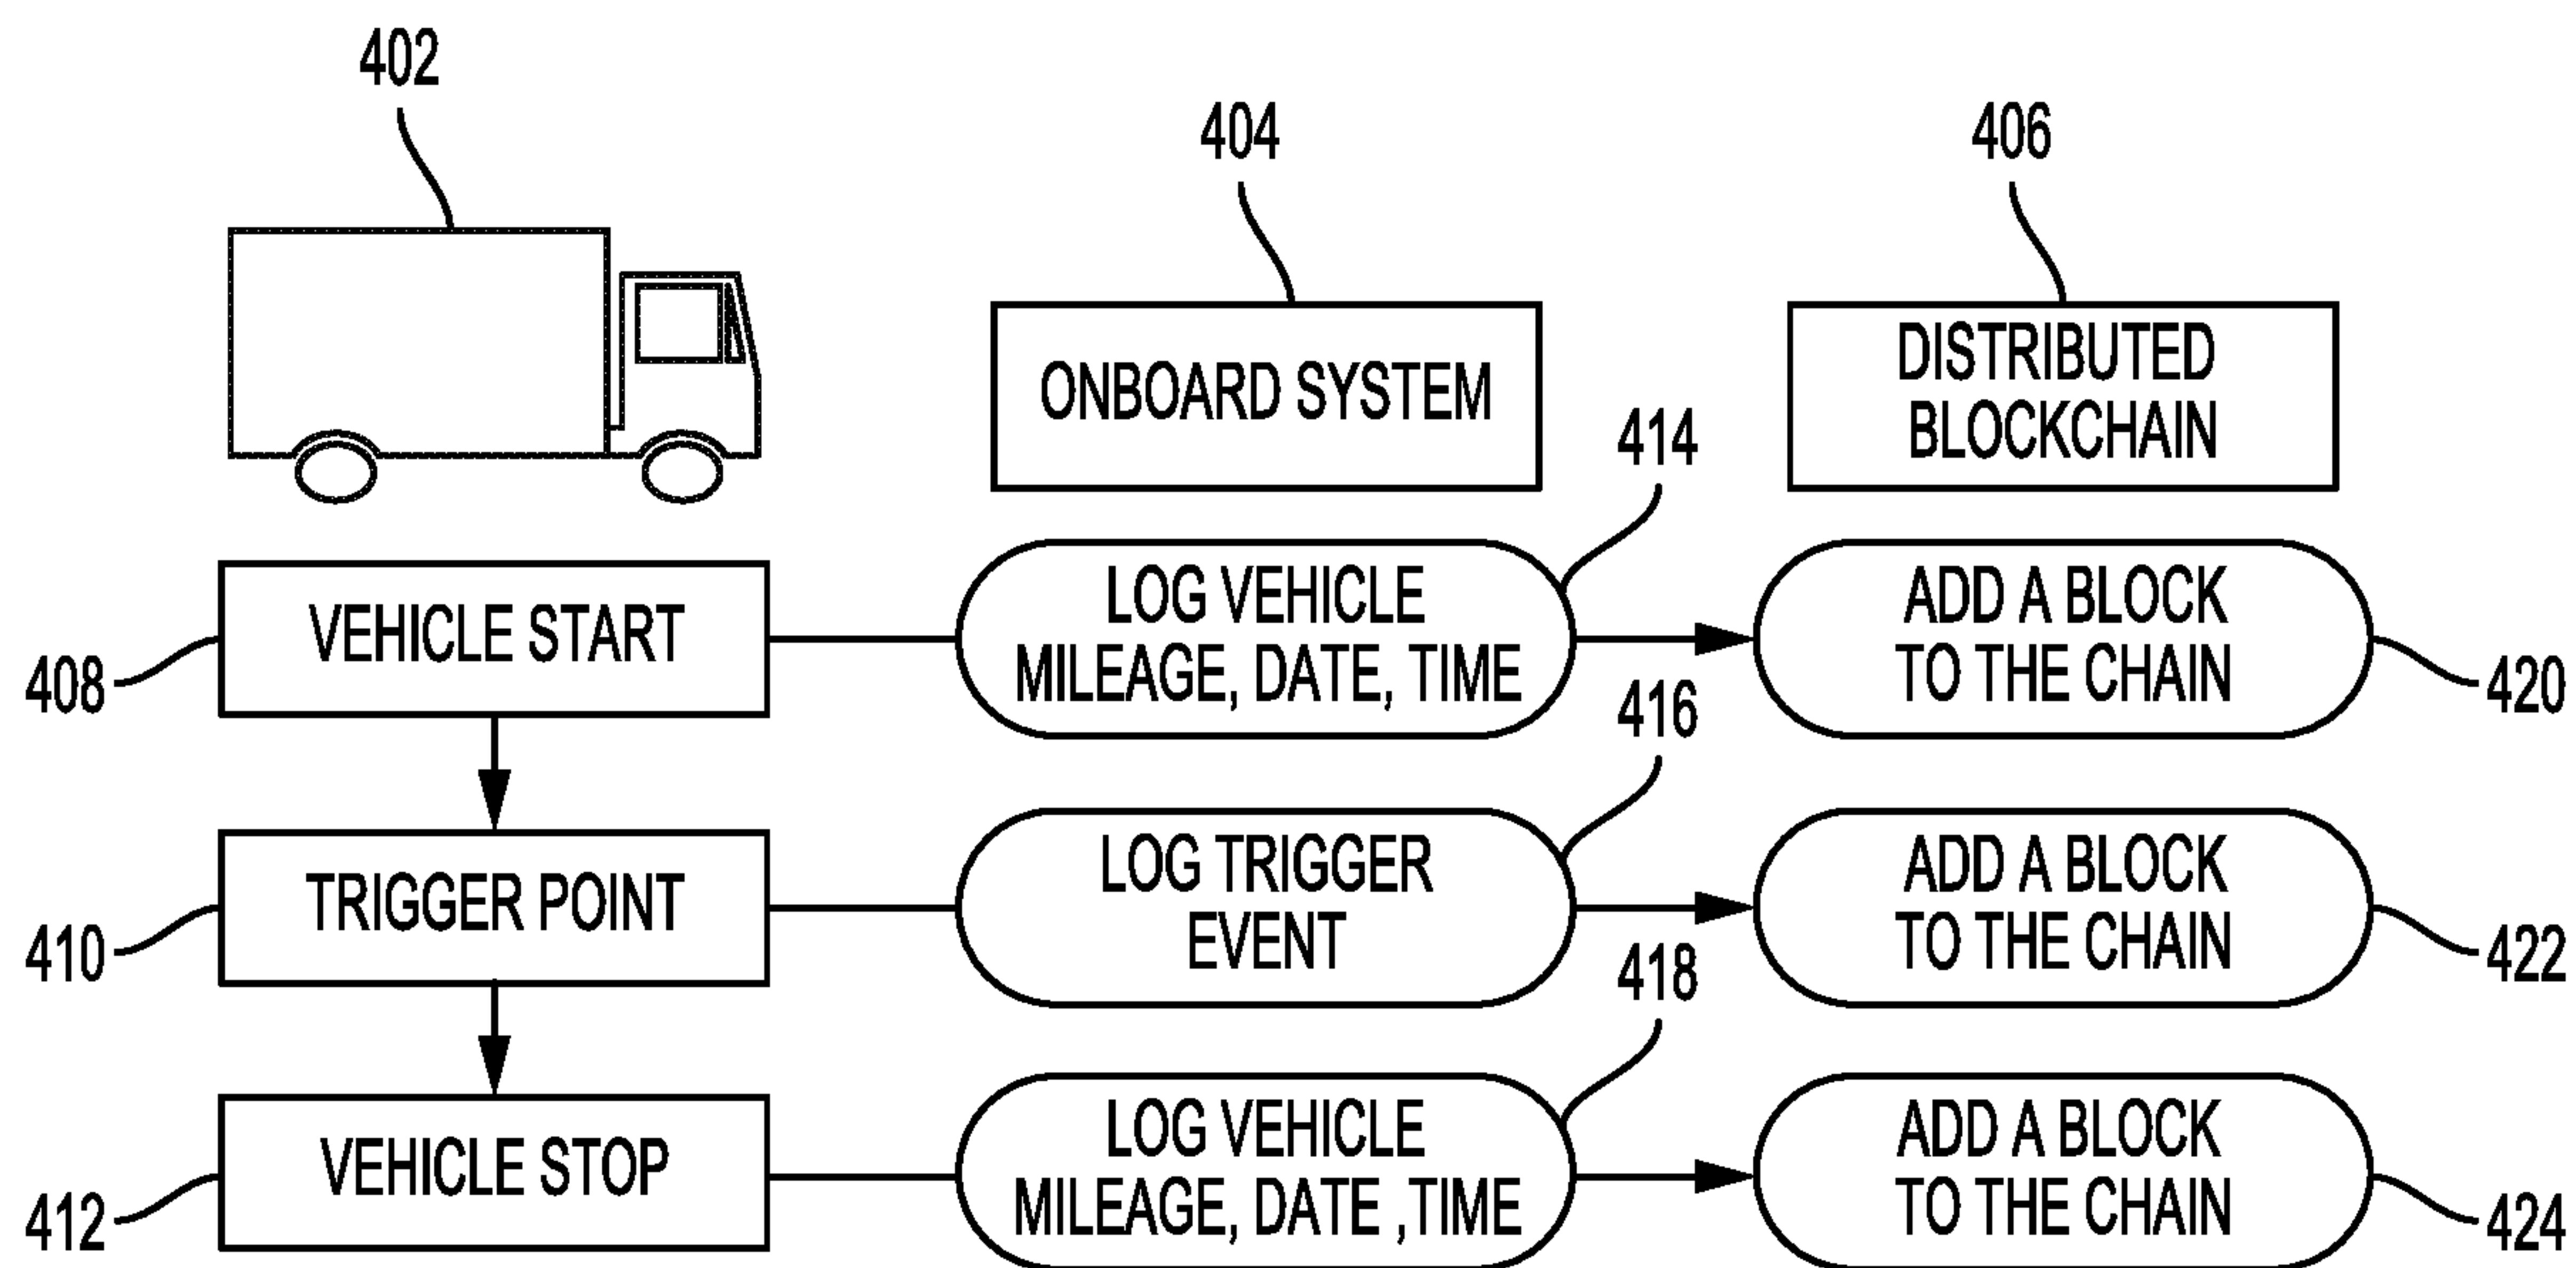 402
404
406
ONBOARD SYSTEM
DISTRIBUTED
BLOCKCHAIN
414
VEHICLE START
LOG VEHICLE
MILEAGE, DATE, TIME
ADD A BLOCK
TO THE CHAIN
408
420
416
TRIGGER POINT
LOG TRIGGER
EVENT
ADD A BLOCK
TO THE CHAIN
410
422
418
VEHICLE STOP
LOG VEHICLE
MILEAGE, DATE ,TIME
ADD A BLOCK
TO THE CHAIN
412
424